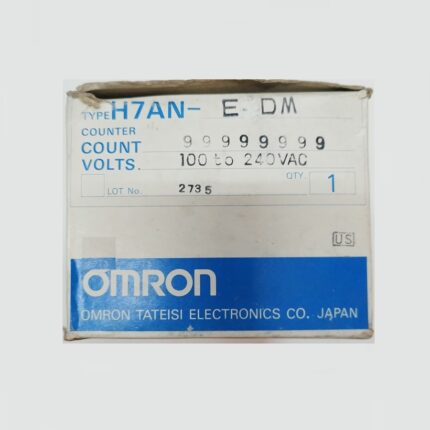 TYPE H7AN- E DM
COUNTER
COUNT 99999999
VOLTS. 100 to 240VAC
LOT No. 2735 QTY. 1
US
OMRON
OMRON TATEISI ELECTRONICS CO. JAPAN